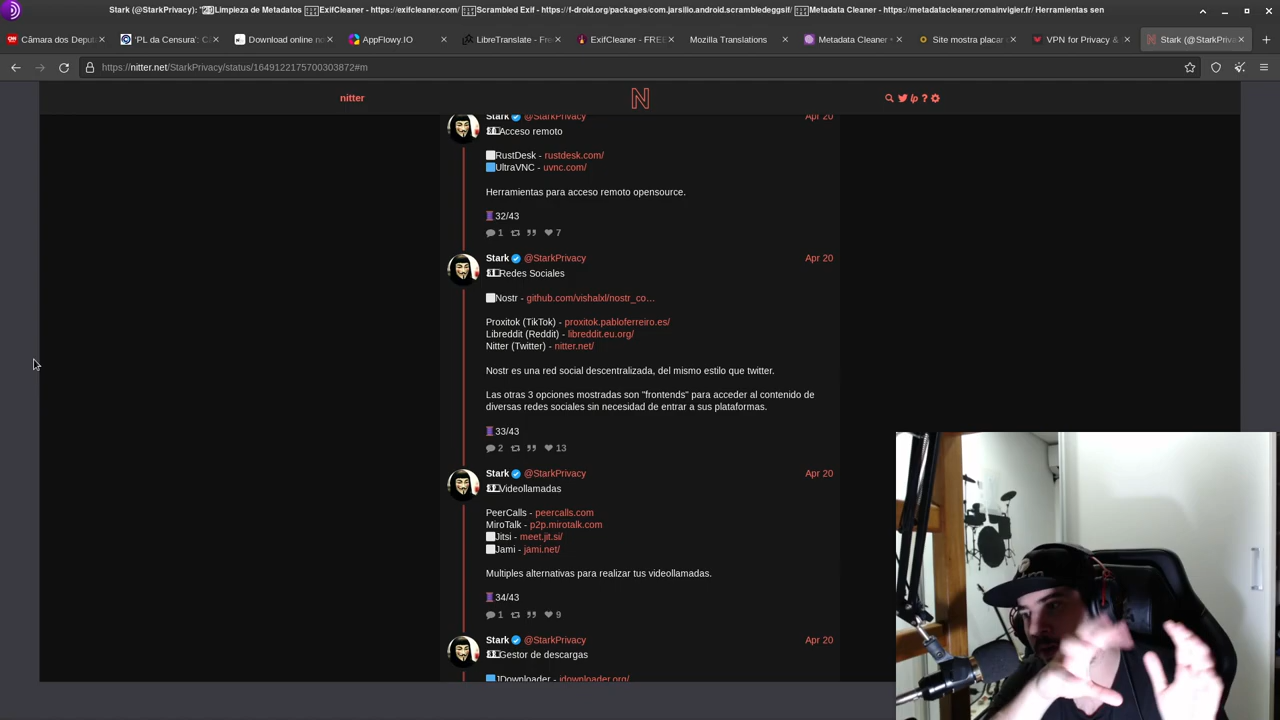 Stark (@StarkPrivacy): "Limpieza de Metadatos ExifCleaner - https://exifcleaner.com/ Scrambled Exif - https://f-droid.org/packages/com.jarsilio.android.scrambledeggsif/ Metadata Cleaner - https://metadatacleaner.romainvigier.fr/ Herramientas sen
Câmara dos Depu
'PL da Censura': C
Download online no
AppFlowy.IO
LibreTranslate - Fre
ExifCleaner - FREE
Mozilla Translations
Metadata Cleaner
Site mostra placar
VPN for Privacy &
Stark (@StarkPriva
https://nitter.net/StarkPrivacy/status/1649122175700303872#m
nitter
Stark @StarkPrivacy Apr 20
Acceso remoto
RustDesk - rustdesk.com/
UltraVNC - uvnc.com/
Herramientas para acceso remoto opensource.
32/43
1 7
Stark @StarkPrivacy Apr 20
Redes Sociales
Nostr - github.com/vishalxl/nostr_co…
Proxitok (TikTok) - proxitok.pabloferreiro.es/
Libreddit (Reddit) - libreddit.eu.org/
Nitter (Twitter) - nitter.net/
Nostr es una red social descentralizada, del mismo estilo que twitter.
Las otras 3 opciones mostradas son "frontends" para acceder al contenido de
diversas redes sociales sin necesidad de entrar a sus plataformas.
33/43
2 13
Stark @StarkPrivacy Apr 20
Videollamadas
PeerCalls - peercalls.com
MiroTalk - p2p.mirotalk.com
Jitsi - meet.jit.si/
Jami - jami.net/
Multiples alternativas para realizar tus videollamadas.
34/43
1 9
Stark @StarkPrivacy Apr 20
Gestor de descargas
JDownloader - jdownloader.org/